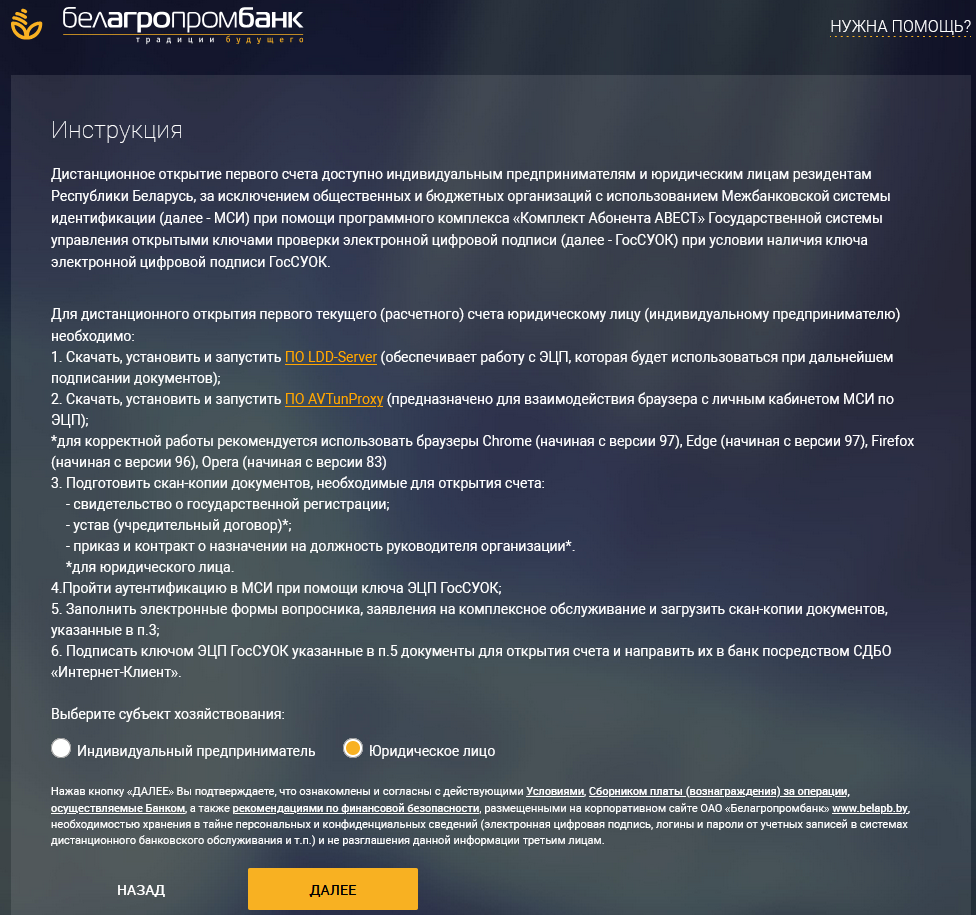 белагропромбанк
традиции будущего
НУЖНА ПОМОЩЬ?
Инструкция
Дистанционное открытие первого счета доступно индивидуальным предпринимателям и юридическим лицам резидентам
Республики Беларусь, за исключением общественных и бюджетных организаций с использованием Межбанковской системы
идентификации (далее - МСИ) при помощи программного комплекса «Комплект Абонента АВЕСТ» Государственной системы
управления открытыми ключами проверки электронной цифровой подписи (далее - ГосСУОК) при условии наличия ключа
электронной цифровой подписи ГосСУОК.
Для дистанционного открытия первого текущего (расчетного) счета юридическому лицу (индивидуальному предпринимателю)
необходимо:
1. Скачать, установить и запустить ПО LDD-Server (обеспечивает работу с ЭЦП, которая будет использоваться при дальнейшем
подписании документов);
2. Скачать, установить и запустить ПО AVTunProxy (предназначено для взаимодействия браузера с личным кабинетом МСИ по
ЭЦП);
*для корректной работы рекомендуется использовать браузеры Chrome (начиная с версии 97), Edge (начиная с версии 97), Firefox
(начиная с версии 96), Opera (начиная с версии 83)
3. Подготовить скан-копии документов, необходимые для открытия счета:
- свидетельство о государственной регистрации;
- устав (учредительный договор)*;
- приказ и контракт о назначении на должность руководителя организации*.
*для юридического лица.
4.Пройти аутентификацию в МСИ при помощи ключа ЭЦП ГосСУОК;
5. Заполнить электронные формы вопросника, заявления на комплексное обслуживание и загрузить скан-копии документов,
указанные в п.3;
6. Подписать ключом ЭЦП ГосСУОК указанные в п.5 документы для открытия счета и направить их в банк посредством СДБО
«Интернет-Клиент».
Выберите субъект хозяйствования:
Индивидуальный предприниматель Юридическое лицо
Нажав кнопку «ДАЛЕЕ» Вы подтверждаете, что ознакомлены и согласны с действующими Условиями, Сборником платы (вознаграждения) за операции,
осуществляемые Банком, а также рекомендациями по финансовой безопасности, размещенными на корпоративном сайте ОАО «Белагропромбанк» www.belapb.by,
необходимостью хранения в тайне персональных и конфиденциальных сведений (электронная цифровая подпись, логины и пароли от учетных записей в системах
дистанционного банковского обслуживания и т.п.) и не разглашения данной информации третьим лицам.
НАЗАД ДАЛЕЕ